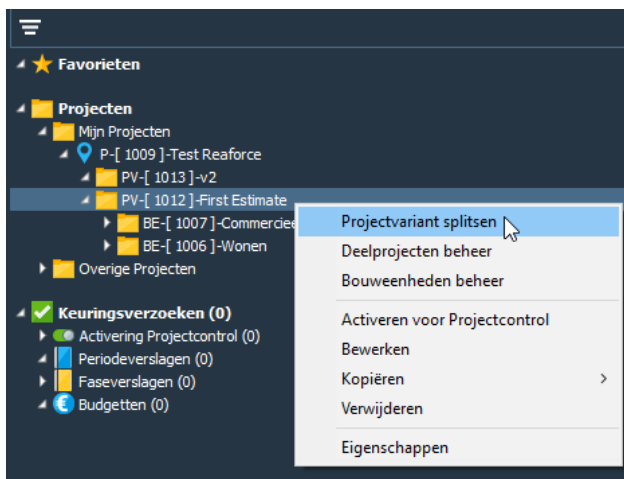 Favorieten
Projecten
Mijn Projecten
P-[ 1009 ]-Test Reaforce
PV-[ 1013 ]-v2
PV-[ 1012 ]-First Estimate
BE-[ 1007 ]-Commerciee
BE-[ 1006 ]-Wonen
Overige Projecten
Keuringsverzoeken (0)
Activering Projectcontrol (0)
Periodeverslagen (0)
Faseverslagen (0)
Budgetten (0)
Projectvariant splitsen
Deelprojecten beheer
Bouweenheden beheer
Activeren voor Projectcontrol
Bewerken
Kopiëren
Verwijderen
Eigenschappen